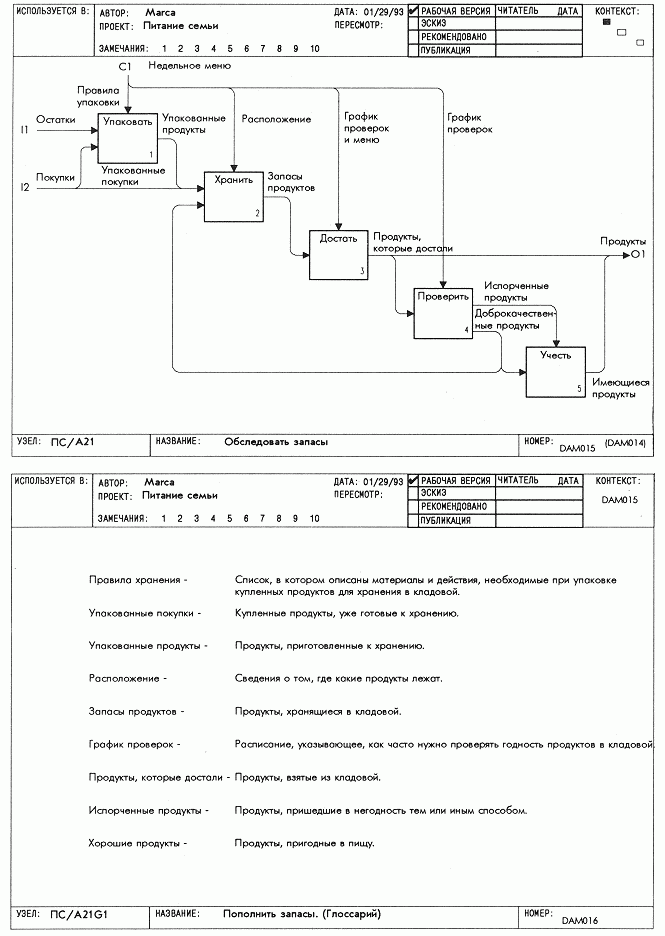 ИСПОЛЬЗУЕТСЯ В: АВТОР: Marca ДАТА: 01/29/93 РАБОЧАЯ ВЕРСИЯ ЧИТАТЕЛЬ ДАТА КОНТЕКСТ:
ПРОЕКТ: Питание семьи ПЕРЕСМОТР: ЭСКИЗ
РЕКОМЕНДОВАНО
ЗАМЕЧАНИЯ: 1 2 3 4 5 6 7 8 9 10 ПУБЛИКАЦИЯ
C1 Недельное меню
Правила
упаковки
I1 Остатки
Упаковать
1
Упакованные
продукты
Расположение
График
проверок
и меню
График
проверок
I2 Покупки
Упакованные
покупки
Хранить
2
Запасы
продуктов
Достать
3
Продукты,
которые достали
Продукты
O1
Проверить
4
Испорченные
продукты
Доброкачествен-
ные продукты
Учесть
5
Имеющиеся
продукты
УЗЕЛ: ПС/А21 НАЗВАНИЕ: Обследовать запасы НОМЕР: DAM015 (DAM014)
ИСПОЛЬЗУЕТСЯ В: АВТОР: Marca ДАТА: 01/29/93 РАБОЧАЯ ВЕРСИЯ ЧИТАТЕЛЬ ДАТА КОНТЕКСТ:
ПРОЕКТ: Питание семьи ПЕРЕСМОТР: ЭСКИЗ DAM015
РЕКОМЕНДОВАНО
ЗАМЕЧАНИЯ: 1 2 3 4 5 6 7 8 9 10 ПУБЛИКАЦИЯ
Правила хранения - Список, в котором описаны материалы и действия, необходимые при упаковке
купленных продуктов для хранения в кладовой.
Упакованные покупки - Купленные продукты, уже готовые к хранению.
Упакованные продукты - Продукты, приготовленные к хранению.
Расположение - Сведения о том, где какие продукты лежат.
Запасы продуктов - Продукты, хранящиеся в кладовой.
График проверок - Расписание, указывающее, как часто нужно проверять годность продуктов в кладовой.
Продукты, которые достали - Продукты, взятые из кладовой.
Испорченные продукты - Продукты, пришедшие в негодность тем или иным способом.
Хорошие продукты - Продукты, пригодные в пищу.
УЗЕЛ: ПС/А21G1 НАЗВАНИЕ: Пополнить запасы. (Глоссарий) НОМЕР: DAM016